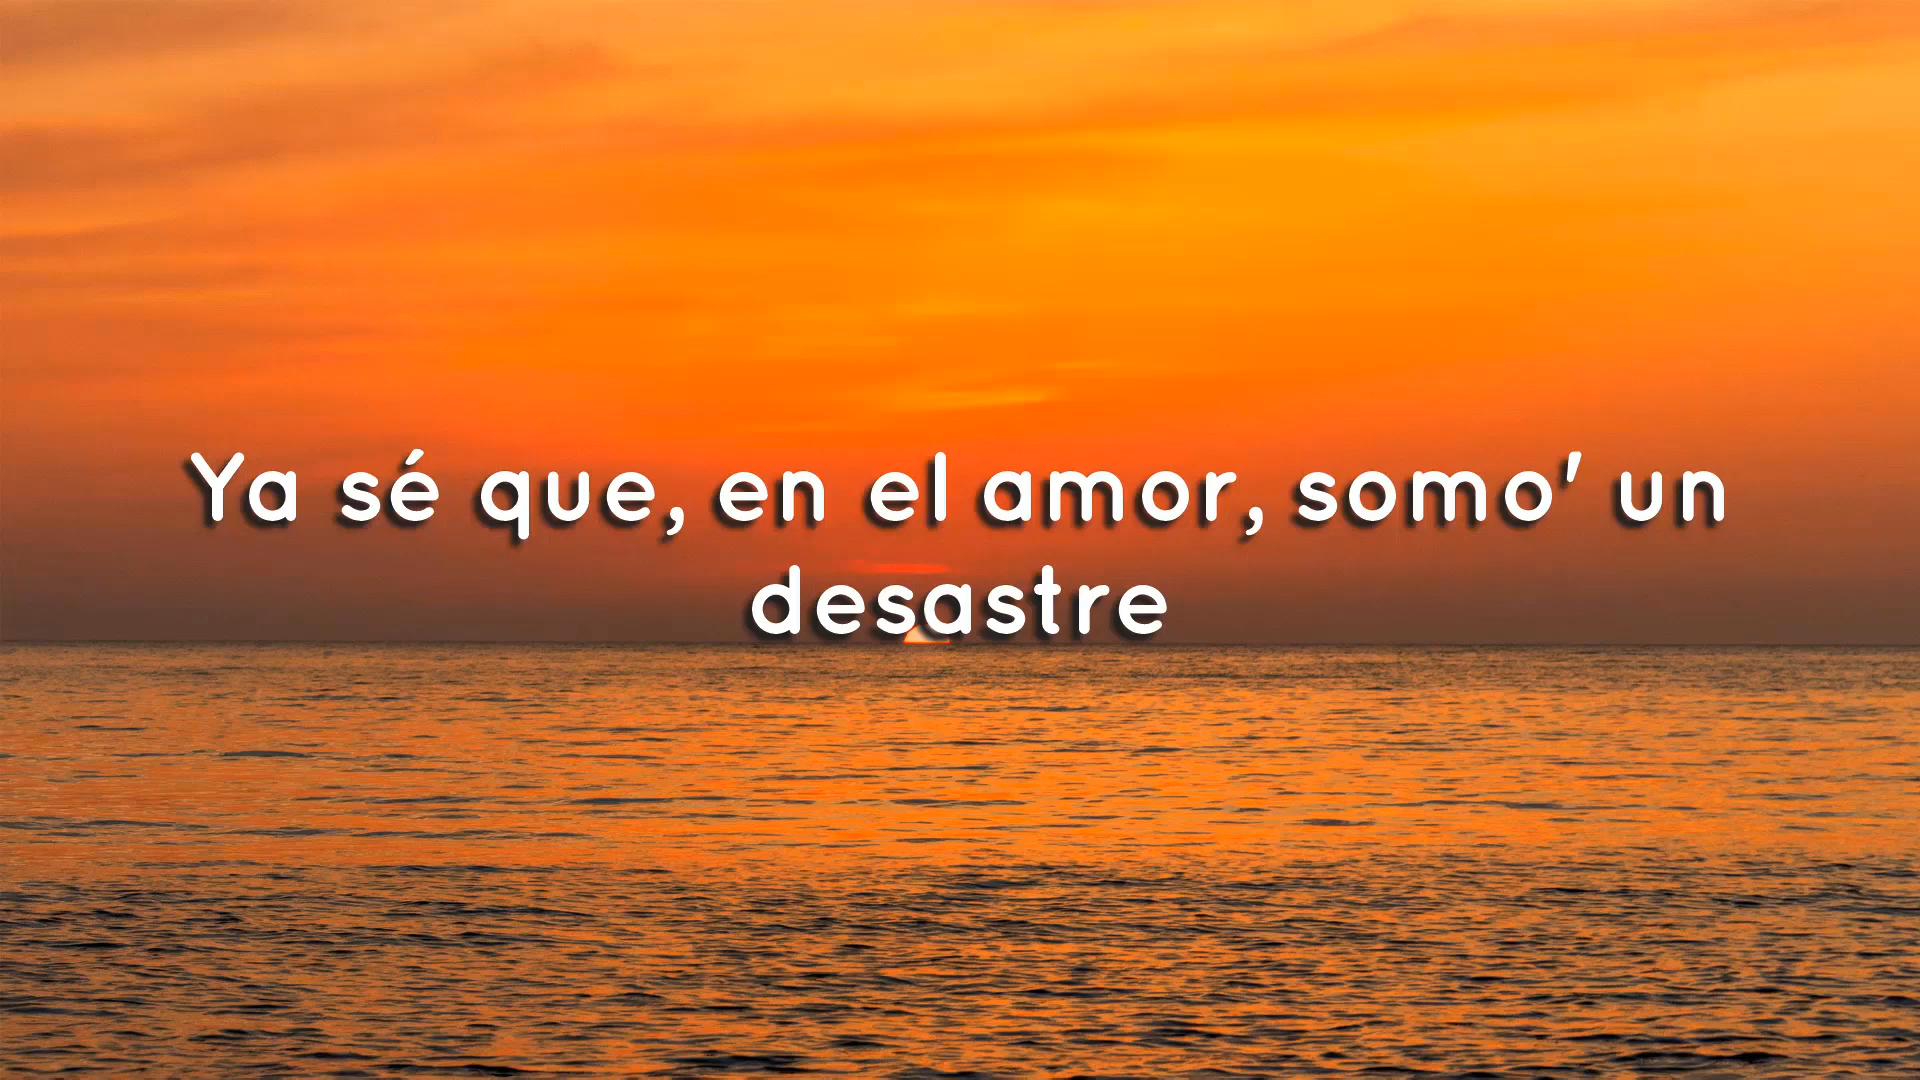 Ya sé que, en el amor, somo' un
desastre